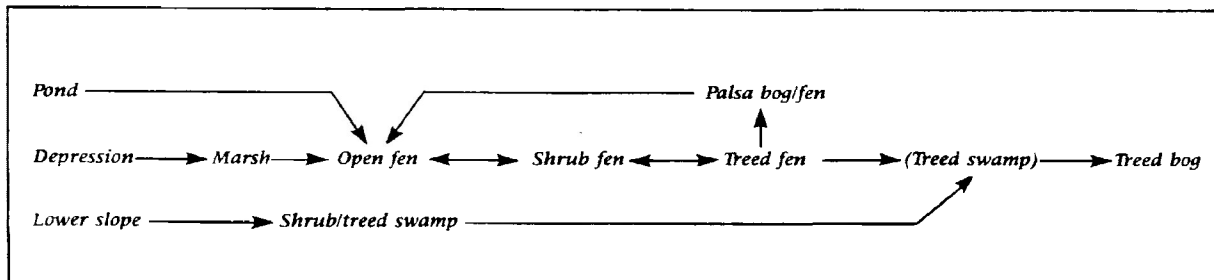 Pond Palsa bog/fen
Depression Marsh Open fen Shrub fen Treed fen (Treed swamp) Treed bog
Lower slope Shrub/treed swamp